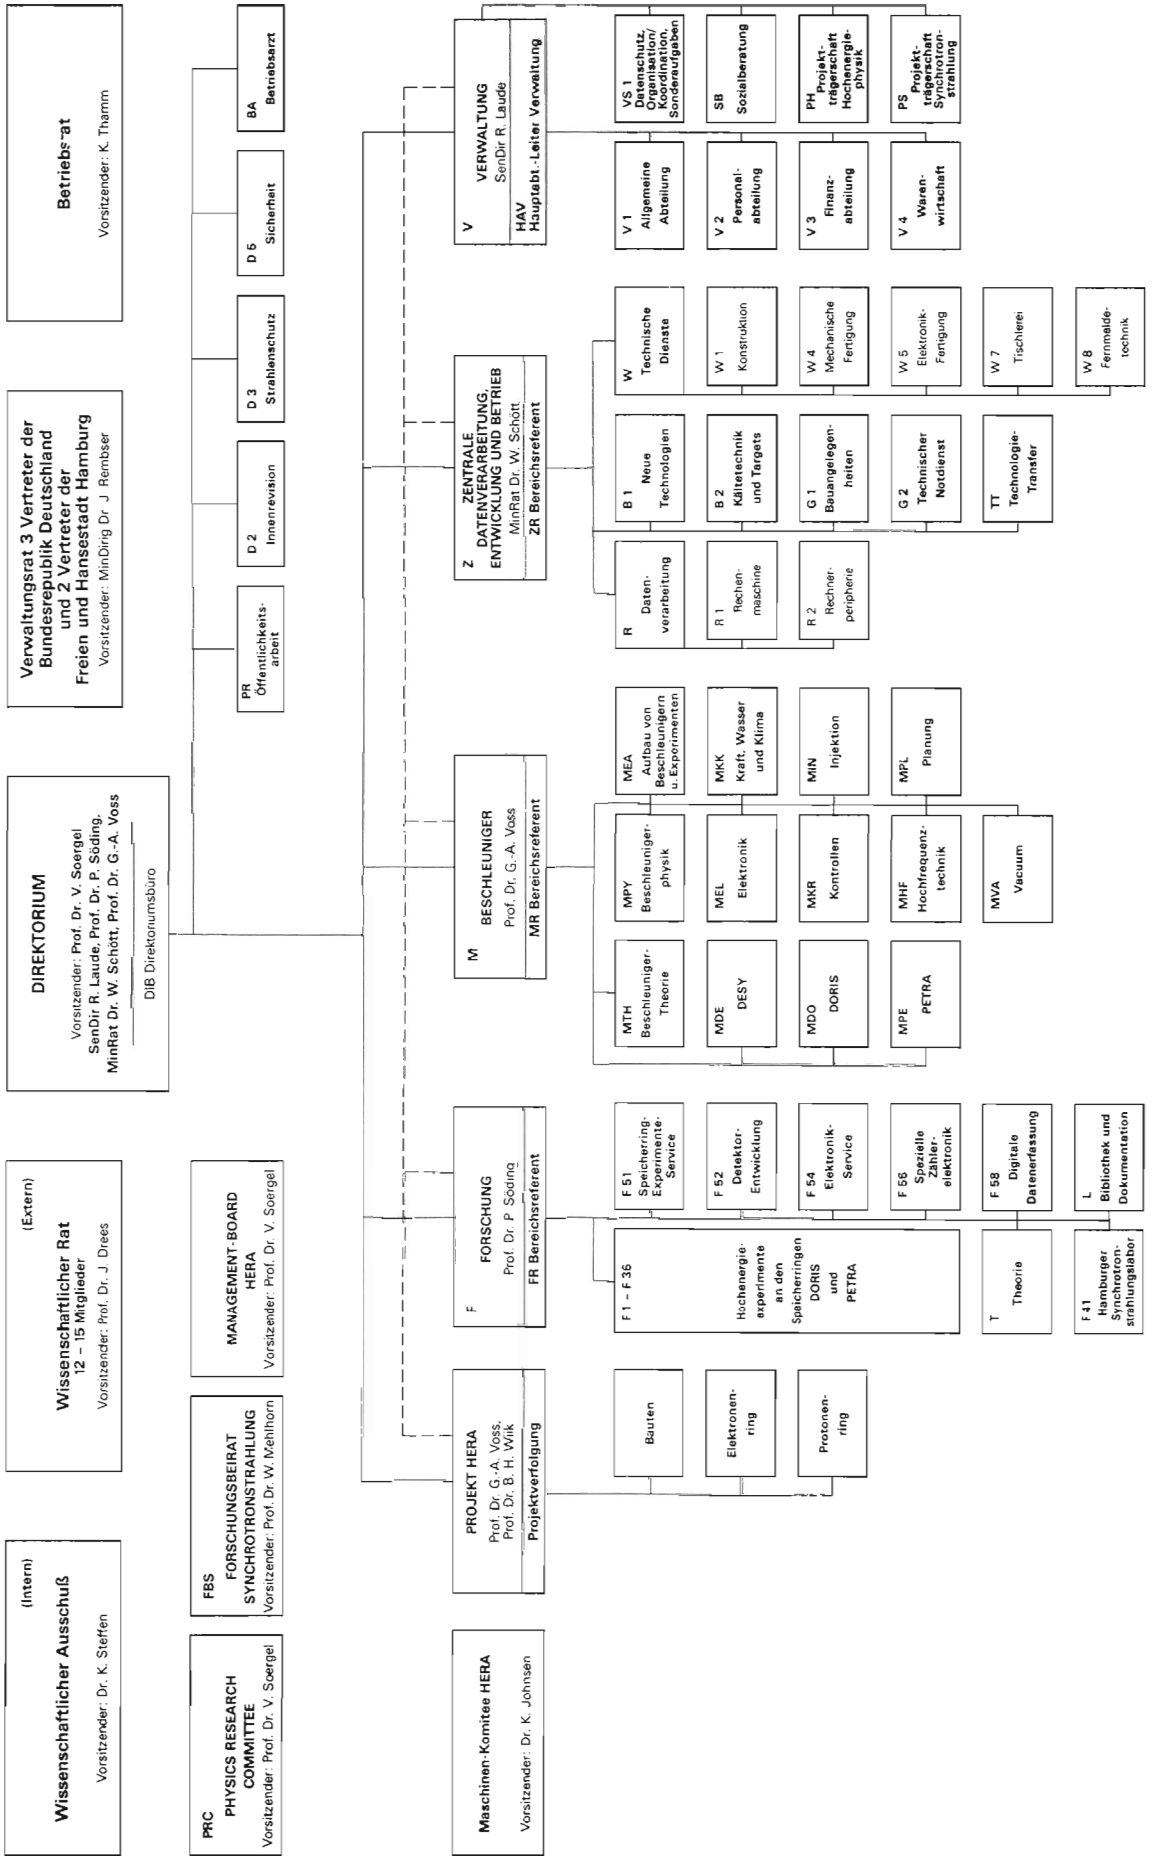 (Intern)
Wissenschaftlicher Ausschuß
Vorsitzender: Dr. K. Steffen
(Extern)
Wissenschaftlicher Rat
12 – 15 Mitglieder
Vorsitzender: Prof. Dr. J. Drees
DIREKTORIUM
Vorsitzender: Prof. Dr. V. Soergel
SenDir R. Laude, Prof. Dr. P. Söding,
MinRat Dr. W. Schött, Prof. Dr. G.-A. Voss
DIB Direktoriumsbüro
Verwaltungsrat 3 Vertreter der
Bundesrepublik Deutschland
und 2 Vertreter der
Freien und Hansestadt Hamburg
Vorsitzender: MinDirig Dr J Rembser
Betriebsrat
Vorsitzender: K. Thamm
PRC
PHYSICS RESEARCH
COMMITTEE
Vorsitzender: Prof. Dr. V. Soergel
FBS
FORSCHUNGSBEIRAT
SYNCHROTRONSTRAHLUNG
Vorsitzender: Prof. Dr. W. Mehlhorn
MANAGEMENT-BOARD
HERA
Vorsitzender: Prof. Dr. V. Soergel
PR
Öffentlichkeits-
arbeit
D 2
Innenrevision
D 3
Strahlenschutz
D 5
Sicherheit
BA
Betriebsarzt
Maschinen-Komitee HERA
Vorsitzender: Dr. K. Johnsen
PROJEKT HERA
Prof. Dr. G.-A. Voss,
Prof. Dr. B. H. Wiik
Projektverfolgung
F
FORSCHUNG
Prof. Dr. P. Söding
FR Bereichsreferent
M
BESCHLEUNIGER
Prof. Dr. G.-A. Voss
MR Bereichsreferent
Z
ZENTRALE
DATENVERARBEITUNG,
ENTWICKLUNG UND BETRIEB
MinRat Dr. W. Schött
ZR Bereichsreferent
V
VERWALTUNG
SenDir R. Laude
HAV
Hauptabt.-Leiter Verwaltung
Bauten
Elektronen-
ring
Protonen-
ring
F 1 – F 36
Hochenergie-
experimente
an den
Speicherringen
DORIS
und
PETRA
T
Theorie
F 41
Hamburger
Synchrotron-
strahlungslabor
F 51
Speicherring-
Experimente-
Service
F 52
Detektor-
Entwicklung
F 54
Elektronik-
Service
F 56
Spezielle
Zähler-
elektronik
F 58
Digitale
Datenerfassung
L
Bibliothek und
Dokumentation
MTH
Beschleuniger-
Theorie
MDE
DESY
MDO
DORIS
MPE
PETRA
MPY
Beschleuniger-
physik
MEL
Elektronik
MKR
Kontrollen
MHF
Hochfrequenz-
technik
MVA
Vacuum
MEA
Aufbau von
Beschleunigern
u. Experimenten
MKK
Kraft, Wasser
und Klima
MIN
Injektion
MPL
Planung
R
Daten-
verarbeitung
R 1
Rechen-
maschine
R 2
Rechner-
peripherie
B 1
Neue
Technologien
B 2
Kältetechnik
und Targets
G 1
Bauangelegen-
heiten
G 2
Technischer
Notdienst
TT
Technologie-
Transfer
W
Technische
Dienste
W 1
Konstruktion
W 4
Mechanische
Fertigung
W 5
Elektronik-
Fertigung
W 7
Tischlerei
W 8
Fernmelde-
technik
V 1
Allgemeine
Abteilung
V 2
Personal-
abteilung
V 3
Finanz-
abteilung
V 4
Waren-
wirtschaft
VS 1
Datenschutz,
Organisation/
Koordination,
Sonderaufgaben
SB
Sozialberatung
PH
Projekt-
trägerschaft
Hochenergie-
physik
PS
Projekt-
trägerschaft
Synchrotron-
strahlung